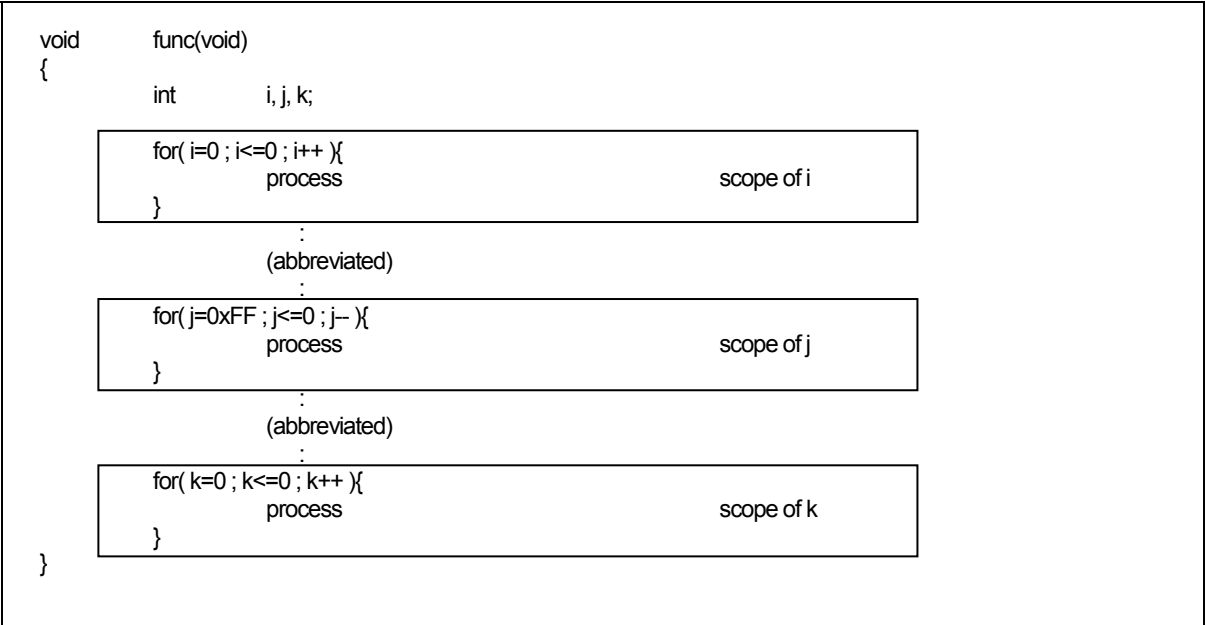 void func(void)
{
int i, j, k;
for( i=0 ; i<=0 ; i++ ){
process scope of i
}
:
(abbreviated)
:
for( j=0xFF ; j<=0 ; j-- ){
process scope of j
}
:
(abbreviated)
:
for( k=0 ; k<=0 ; k++ ){
process scope of k
}
}